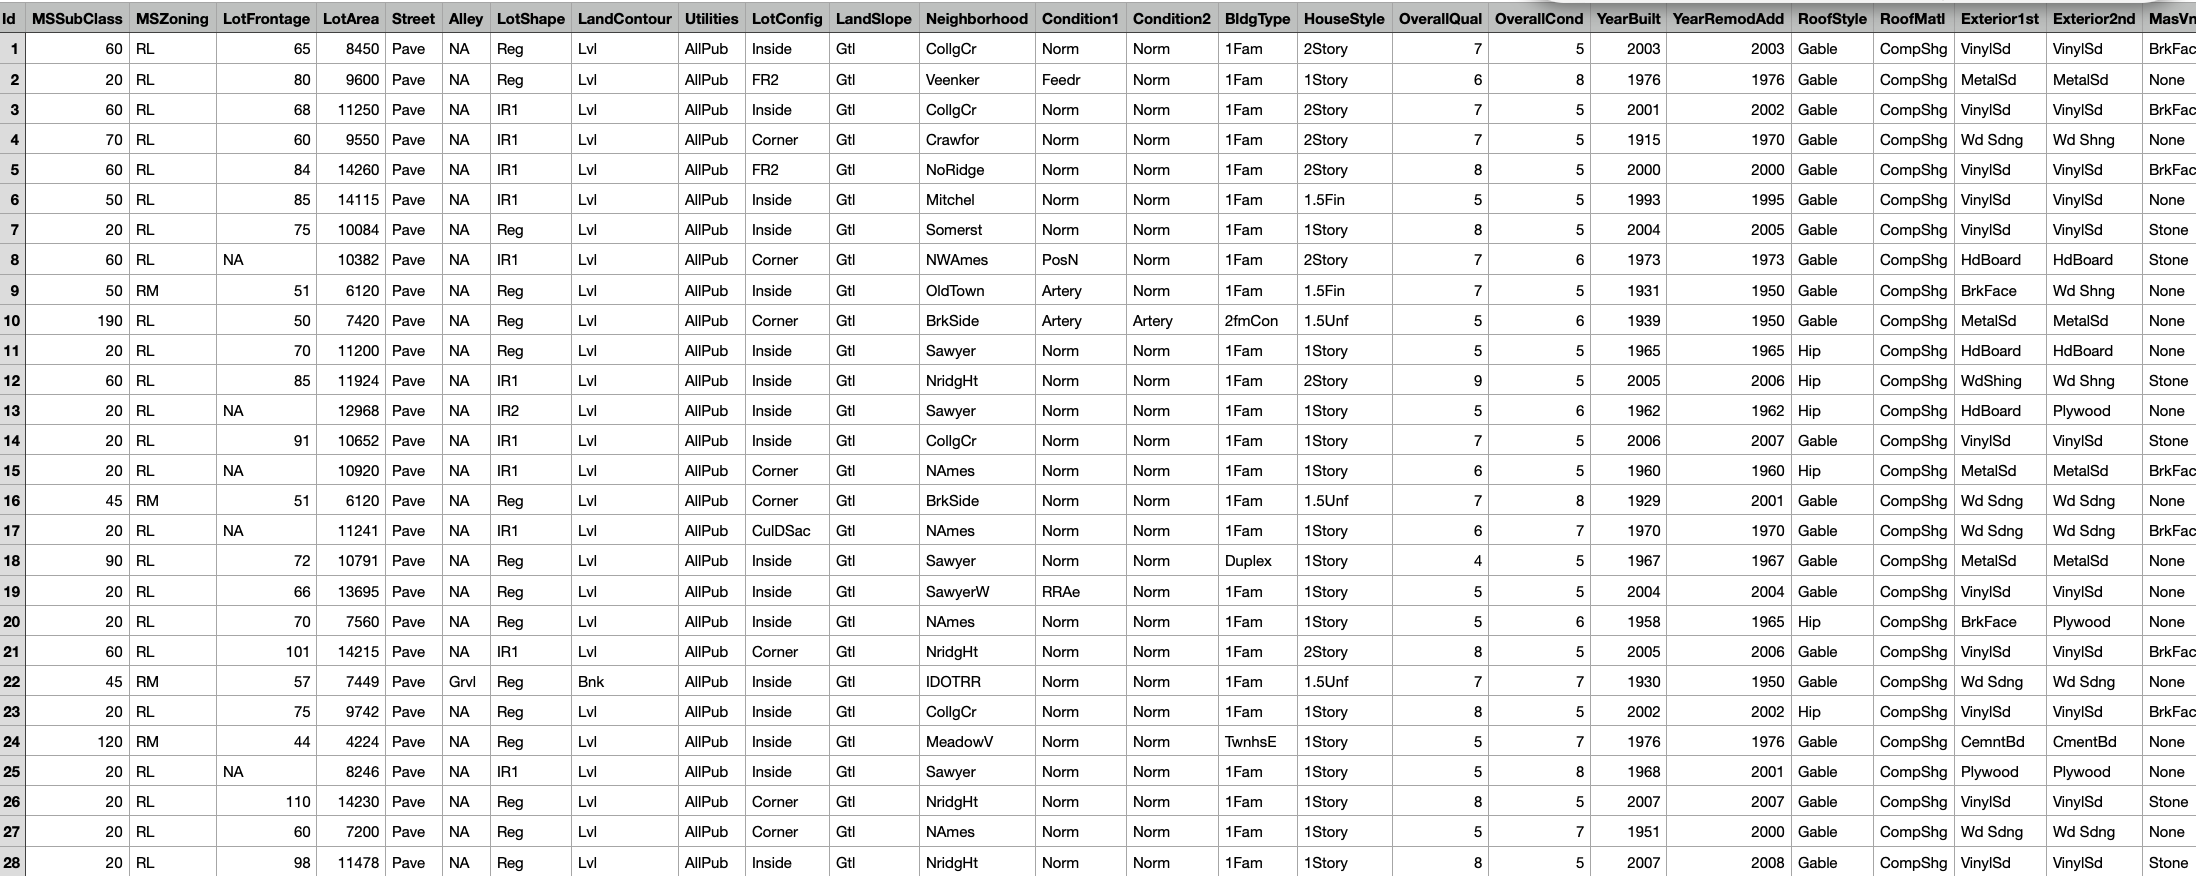 Id MSSubClass MSZoning LotFrontage LotArea Street Alley LotShape LandContour Utilities LotConfig LandSlope Neighborhood Condition1 Condition2 BldgType HouseStyle OverallQual OverallCond YearBuilt YearRemodAdd RoofStyle RoofMatl Exterior1st Exterior2nd MasVn
1 60 RL 65 8450 Pave NA Reg Lvl AllPub Inside Gtl CollgCr Norm Norm 1Fam 2Story 7 5 2003 2003 Gable CompShg VinylSd VinylSd BrkFac
2 20 RL 80 9600 Pave NA Reg Lvl AllPub FR2 Gtl Veenker Feedr Norm 1Fam 1Story 6 8 1976 1976 Gable CompShg MetalSd MetalSd None
3 60 RL 68 11250 Pave NA IR1 Lvl AllPub Inside Gtl CollgCr Norm Norm 1Fam 2Story 7 5 2001 2002 Gable CompShg VinylSd VinylSd BrkFac
4 70 RL 60 9550 Pave NA IR1 Lvl AllPub Corner Gtl Crawfor Norm Norm 1Fam 2Story 7 5 1915 1970 Gable CompShg Wd Sdng Wd Shng None
5 60 RL 84 14260 Pave NA IR1 Lvl AllPub FR2 Gtl NoRidge Norm Norm 1Fam 2Story 8 5 2000 2000 Gable CompShg VinylSd VinylSd BrkFac
6 50 RL 85 14115 Pave NA IR1 Lvl AllPub Inside Gtl Mitchel Norm Norm 1Fam 1.5Fin 5 5 1993 1995 Gable CompShg VinylSd VinylSd None
7 20 RL 75 10084 Pave NA Reg Lvl AllPub Inside Gtl Somerst Norm Norm 1Fam 1Story 8 5 2004 2005 Gable CompShg VinylSd VinylSd Stone
8 60 RL NA 10382 Pave NA IR1 Lvl AllPub Corner Gtl NWAmes PosN Norm 1Fam 2Story 7 6 1973 1973 Gable CompShg HdBoard HdBoard Stone
9 50 RM 51 6120 Pave NA Reg Lvl AllPub Inside Gtl OldTown Artery Norm 1Fam 1.5Fin 7 5 1931 1950 Gable CompShg BrkFace Wd Shng None
10 190 RL 50 7420 Pave NA Reg Lvl AllPub Corner Gtl BrkSide Artery Artery 2fmCon 1.5Unf 5 6 1939 1950 Gable CompShg MetalSd MetalSd None
11 20 RL 70 11200 Pave NA Reg Lvl AllPub Inside Gtl Sawyer Norm Norm 1Fam 1Story 5 5 1965 1965 Hip CompShg HdBoard HdBoard None
12 60 RL 85 11924 Pave NA IR1 Lvl AllPub Inside Gtl NridgHt Norm Norm 1Fam 2Story 9 5 2005 2006 Hip CompShg WdShing Wd Shng Stone
13 20 RL NA 12968 Pave NA IR2 Lvl AllPub Inside Gtl Sawyer Norm Norm 1Fam 1Story 5 6 1962 1962 Hip CompShg HdBoard Plywood None
14 20 RL 91 10652 Pave NA IR1 Lvl AllPub Inside Gtl CollgCr Norm Norm 1Fam 1Story 7 5 2006 2007 Gable CompShg VinylSd VinylSd Stone
15 20 RL NA 10920 Pave NA IR1 Lvl AllPub Corner Gtl NAmes Norm Norm 1Fam 1Story 6 5 1960 1960 Hip CompShg MetalSd MetalSd BrkFac
16 45 RM 51 6120 Pave NA Reg Lvl AllPub Corner Gtl BrkSide Norm Norm 1Fam 1.5Unf 7 8 1929 2001 Gable CompShg Wd Sdng Wd Sdng None
17 20 RL NA 11241 Pave NA IR1 Lvl AllPub CulDSac Gtl NAmes Norm Norm 1Fam 1Story 6 7 1970 1970 Gable CompShg Wd Sdng Wd Sdng BrkFac
18 90 RL 72 10791 Pave NA Reg Lvl AllPub Inside Gtl Sawyer Norm Norm Duplex 1Story 4 5 1967 1967 Gable CompShg MetalSd MetalSd None
19 20 RL 66 13695 Pave NA Reg Lvl AllPub Inside Gtl SawyerW RRAe Norm 1Fam 1Story 5 5 2004 2004 Gable CompShg VinylSd VinylSd None
20 20 RL 70 7560 Pave NA Reg Lvl AllPub Inside Gtl NAmes Norm Norm 1Fam 1Story 5 6 1958 1965 Hip CompShg BrkFace Plywood None
21 60 RL 101 14215 Pave NA IR1 Lvl AllPub Corner Gtl NridgHt Norm Norm 1Fam 2Story 8 5 2005 2006 Gable CompShg VinylSd VinylSd BrkFac
22 45 RM 57 7449 Pave Grvl Reg Bnk AllPub Inside Gtl IDOTRR Norm Norm 1Fam 1.5Unf 7 7 1930 1950 Gable CompShg Wd Sdng Wd Sdng None
23 20 RL 75 9742 Pave NA Reg Lvl AllPub Inside Gtl CollgCr Norm Norm 1Fam 1Story 8 5 2002 2002 Hip CompShg VinylSd VinylSd BrkFac
24 120 RM 44 4224 Pave NA Reg Lvl AllPub Inside Gtl MeadowV Norm Norm TwnhsE 1Story 5 7 1976 1976 Gable CompShg CemntBd CmentBd None
25 20 RL NA 8246 Pave NA IR1 Lvl AllPub Inside Gtl Sawyer Norm Norm 1Fam 1Story 5 8 1968 2001 Gable CompShg Plywood Plywood None
26 20 RL 110 14230 Pave NA Reg Lvl AllPub Corner Gtl NridgHt Norm Norm 1Fam 1Story 8 5 2007 2007 Gable CompShg VinylSd VinylSd Stone
27 20 RL 60 7200 Pave NA Reg Lvl AllPub Corner Gtl NAmes Norm Norm 1Fam 1Story 5 7 1951 2000 Gable CompShg Wd Sdng Wd Sdng None
28 20 RL 98 11478 Pave NA Reg Lvl AllPub Inside Gtl NridgHt Norm Norm 1Fam 1Story 8 5 2007 2008 Gable CompShg VinylSd VinylSd Stone